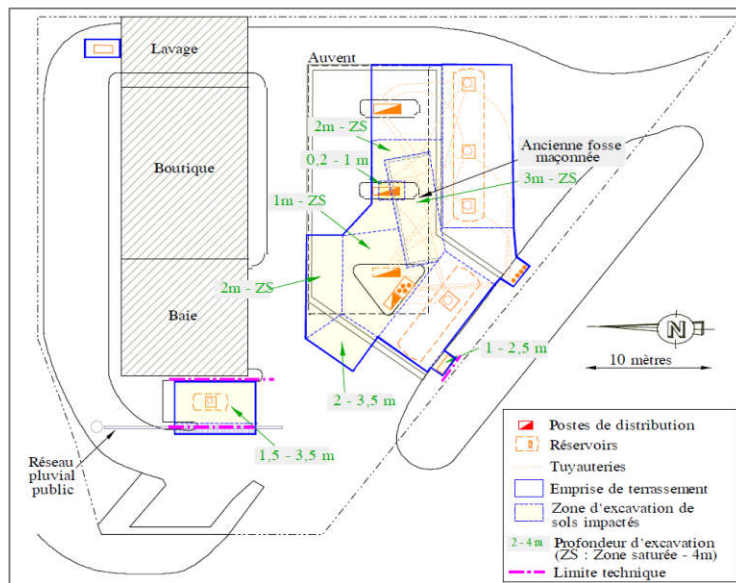 Lavage
Auvent
2m - ZS
Ancienne fosse
maçonnée
0,2 - 1 m
3m - ZS
Boutique
1m - ZS
2m - ZS
Baie
N
10 mètres
1 - 2,5 m
2 - 3,5 m
1,5 - 3,5 m
Réseau
pluvial
public
Postes de distribution
Réservoirs
Tuyauteries
Emprise de terrassement
Zone d'excavation de
sols impactés
2 - 4 m Profondeur d'excavation
(ZS : Zone saturée - 4m)
Limite technique